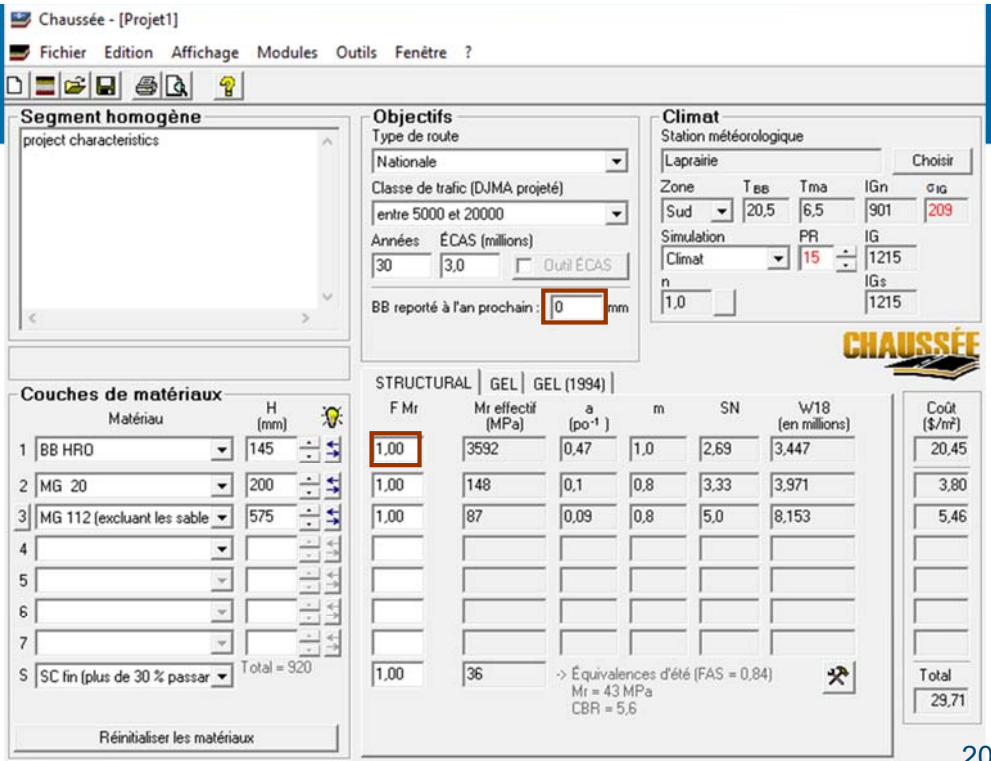 Chaussée - [Projet1]
Fichier Edition Affichage Modules Outils Fenêtre ?
Segment homogène
project characteristics
Objectifs
Type de route
Nationale
Classe de trafic (DJMA projeté)
entre 5000 et 20000
Années ÉCAS (millions)
30 3,0 Outil ÉCAS
BB reporté à l'an prochain : 0 mm
Climat
Station météorologique
Laprairie Choisir
Zone T BB Tma IGn σIG
Sud 20,5 6,5 901 209
Simulation PR IG
Climat 15 1215
n IGs
1,0 1215
CHAUSSÉE
Couches de matériaux
Matériau H (mm)
1 BB HRO 145
2 MG 20 200
3 MG 112 (excluant les sable 575
4
5
6
7
S SC fin (plus de 30 % passar Total = 920
Réinitialiser les matériaux
STRUCTURAL GEL GEL (1994)
F Mr Mr effectif a m SN W18 Coût
(MPa) (po-1 ) (en millions) ($/m²)
1,00 3592 0,47 1,0 2,69 3,447 20,45
1,00 148 0,1 0,8 3,33 3,971 3,80
1,00 87 0,09 0,8 5,0 8,153 5,46
1,00 36 -> Équivalences d'été (FAS = 0,84)
Mr = 43 MPa
CBR = 5,6
Total
29,71
20